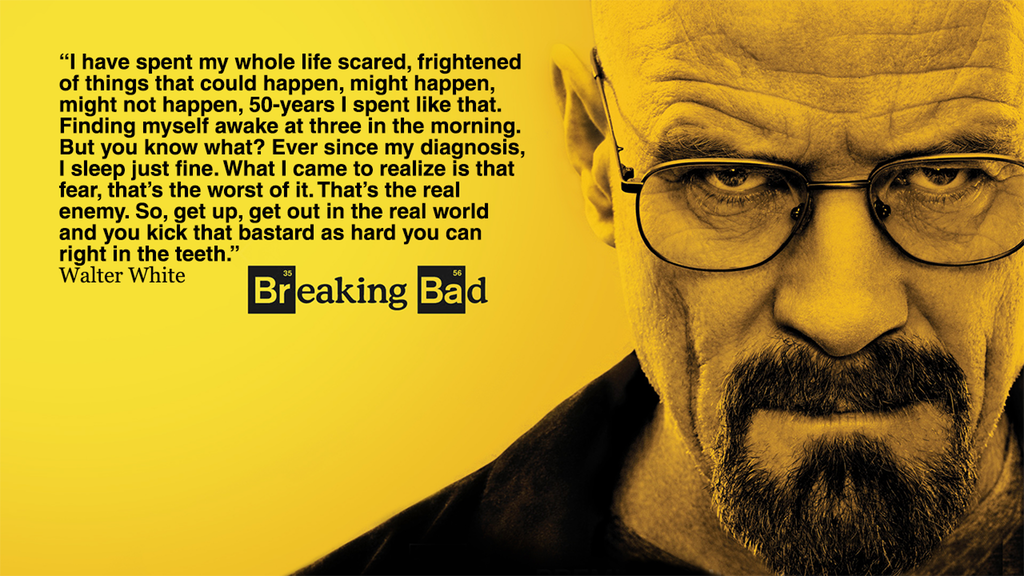 “I have spent my whole life scared, frightened
of things that could happen, might happen,
might not happen, 50-years I spent like that.
Finding myself awake at three in the morning.
But you know what? Ever since my diagnosis,
I sleep just fine. What I came to realize is that
fear, that’s the worst of it. That’s the real
enemy. So, get up, get out in the real world
and you kick that bastard as hard you can
right in the teeth.”
Walter White
35 56
Breaking Bad